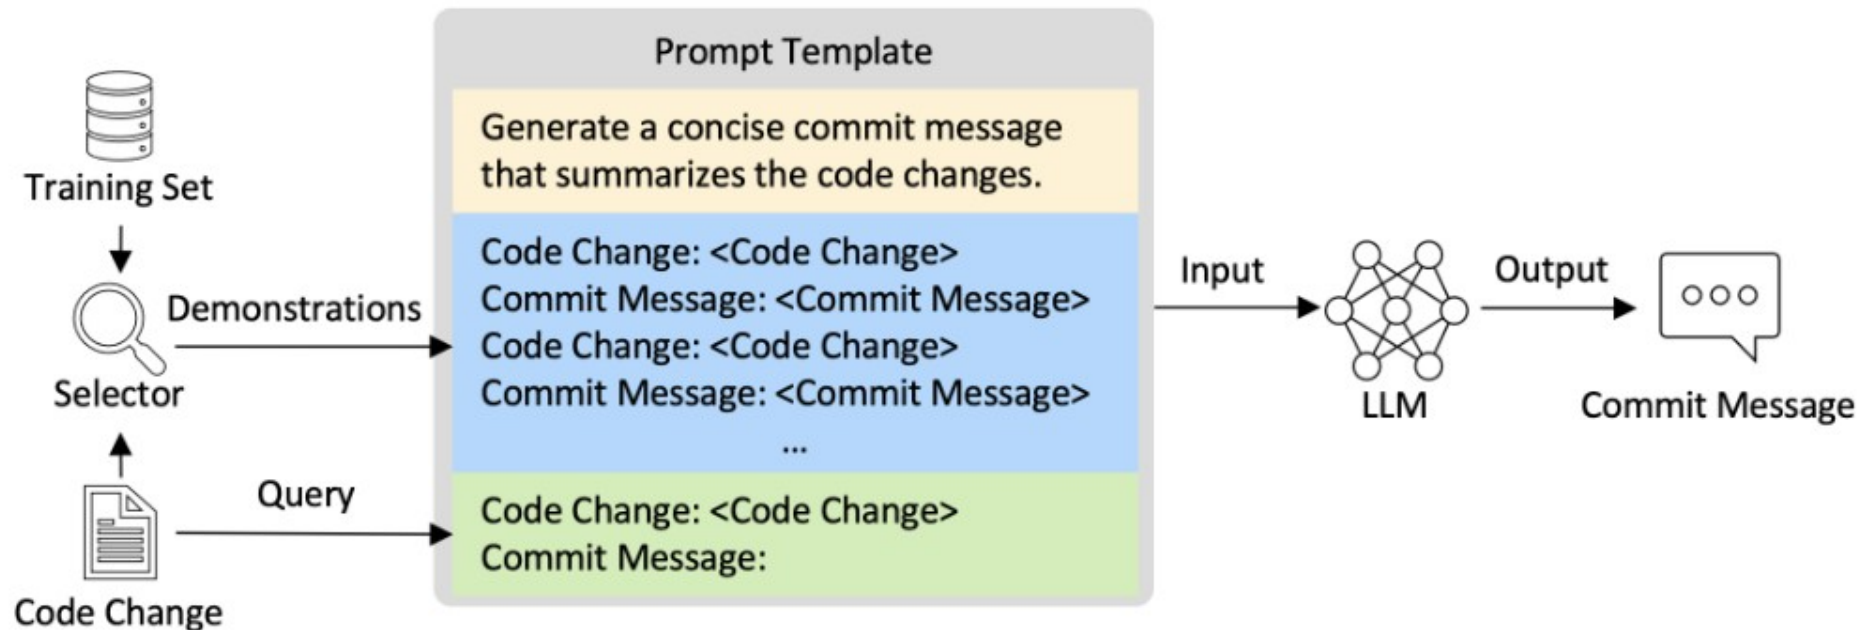 Prompt Template
Training Set
Generate a concise commit message
that summarizes the code changes.
Demonstrations
Selector
Code Change: <Code Change>
Commit Message: <Commit Message>
Code Change: <Code Change>
Commit Message: <Commit Message>
...
Query
Code Change
Code Change: <Code Change>
Commit Message:
Input
LLM
Output
Commit Message